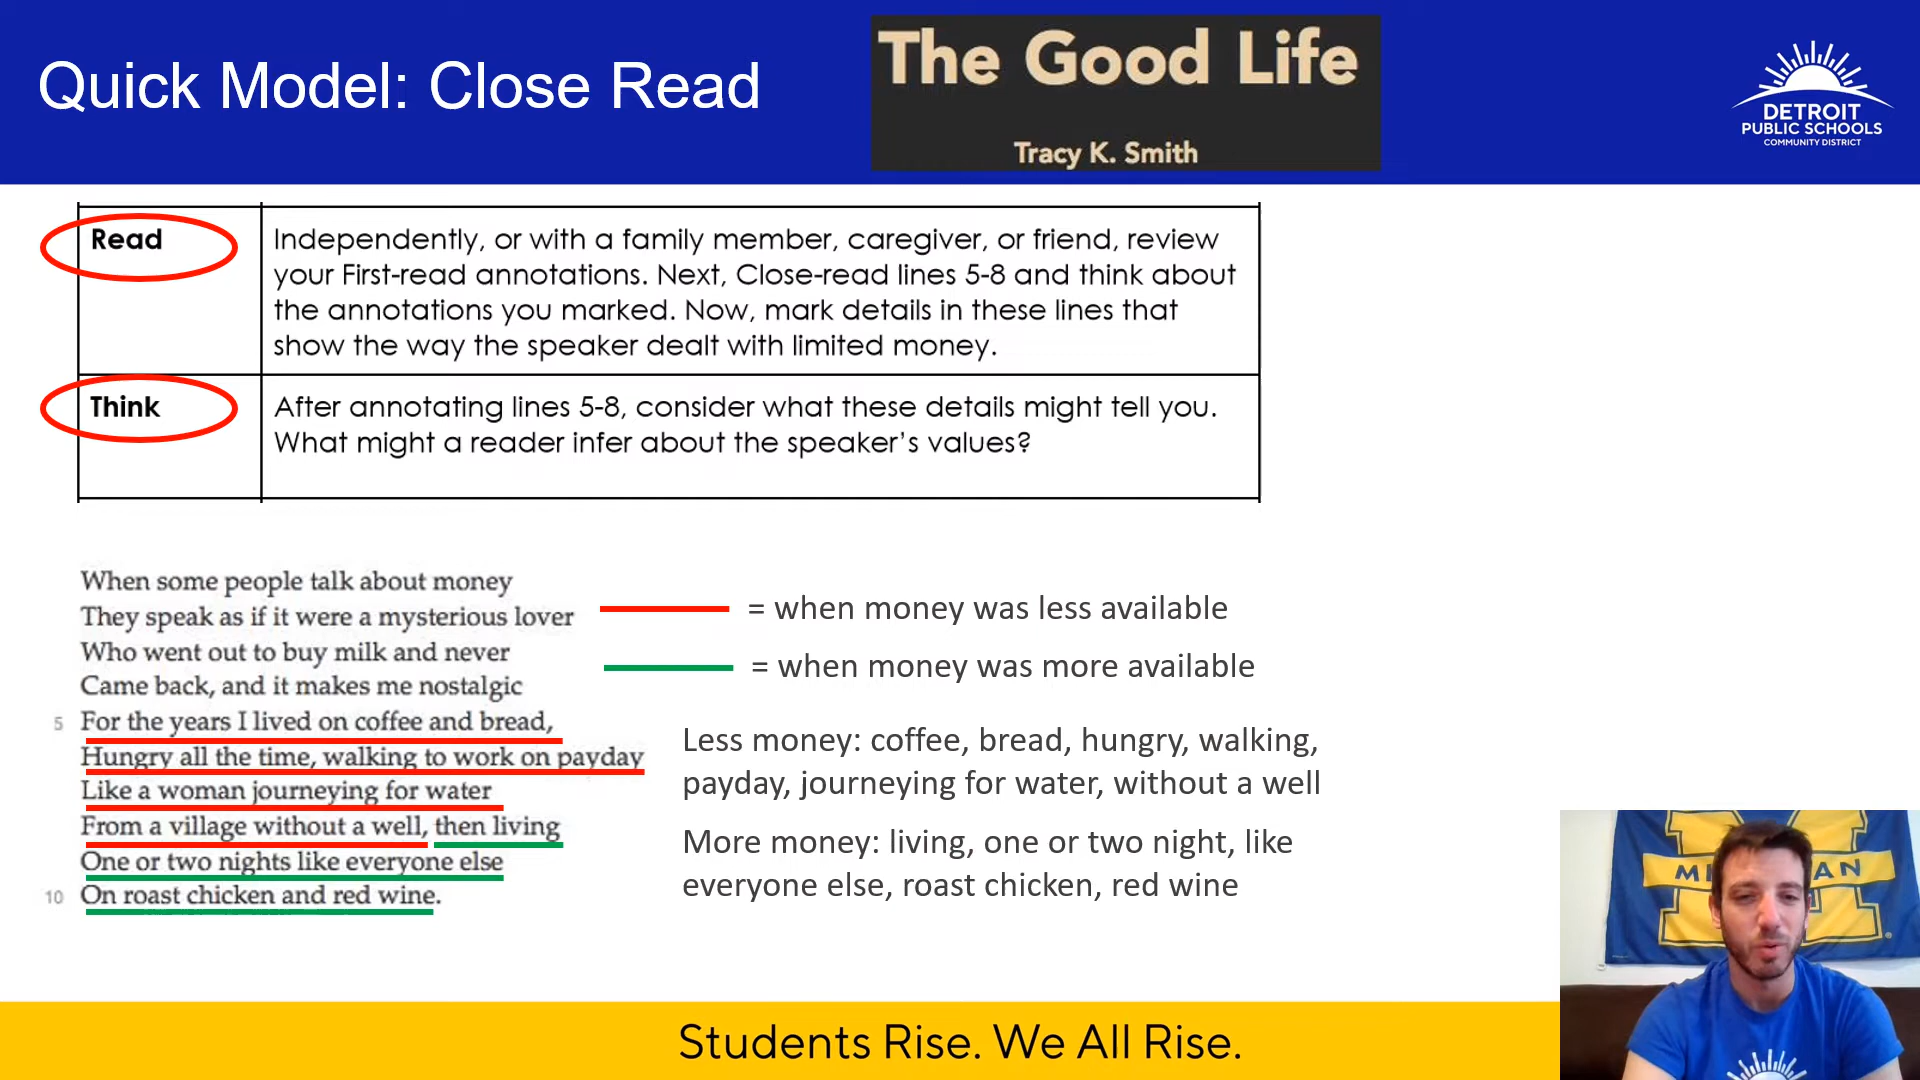 Quick Model: Close Read
The Good Life
Tracy K. Smith
DETROIT
PUBLIC SCHOOLS
COMMUNITY DISTRICT
Read
Independently, or with a family member, caregiver, or friend, review
your First-read annotations. Next, Close-read lines 5-8 and think about
the annotations you marked. Now, mark details in these lines that
show the way the speaker dealt with limited money.
Think
After annotating lines 5-8, consider what these details might tell you.
What might a reader infer about the speaker's values?
When some people talk about money
They speak as if it were a mysterious lover
Who went out to buy milk and never
Came back, and it makes me nostalgic
5 For the years I lived on coffee and bread,
Hungry all the time, walking to work on payday
Like a woman journeying for water
From a village without a well, then living
One or two nights like everyone else
10 On roast chicken and red wine.
= when money was less available
= when money was more available
Less money: coffee, bread, hungry, walking,
payday, journeying for water, without a well
More money: living, one or two night, like
everyone else, roast chicken, red wine
Students Rise. We All Rise.